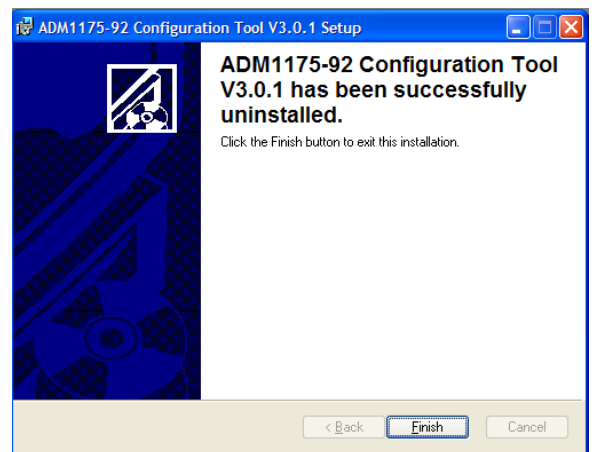 ADM1175-92 Configuration Tool V3.0.1 Setup
ADM1175-92 Configuration Tool
V3.0.1 has been successfully
uninstalled.
Click the Finish button to exit this installation.
< Back Finish Cancel